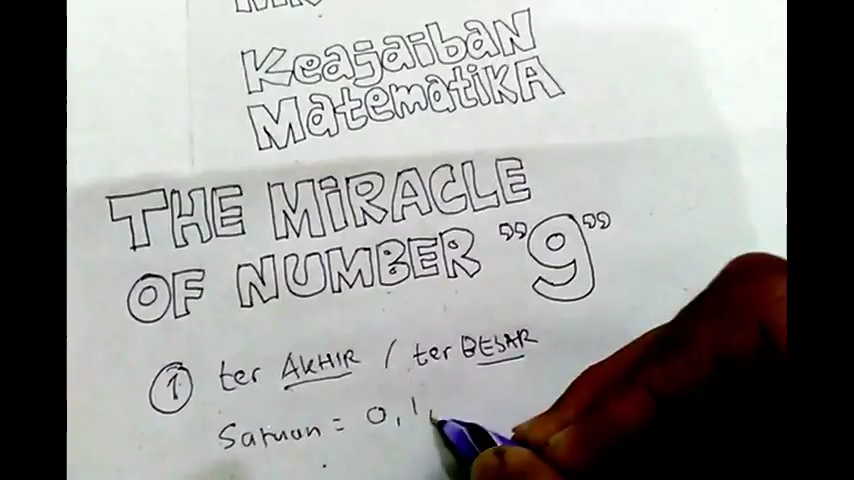 Keajaiban
Matematika
THE MiRACLE
OF NUMBER "9"
1 ter AKHIR / ter BESAR
Satuan = 0, 1,